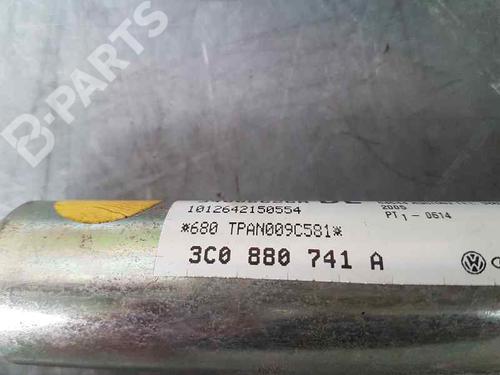 B-PARTS
1012642150554
2005
PT 1 - 0614
*680 TPAN009C581*
3C0 880 741 A